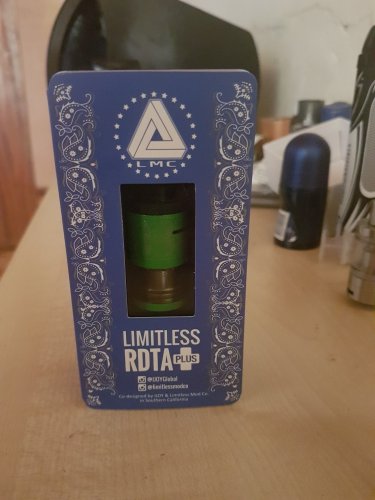 LMC
LIMITLESS
RDTA PLUS
@IJOYGlobal
@limitlessmodco
Co-designed by IJOY & Limitless Mod Co.
in Southern California